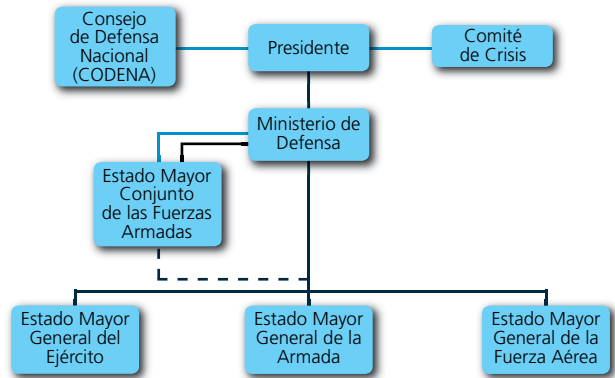 Consejo
de Defensa
Nacional
(CODENA)
Presidente
Comité
de Crisis
Ministerio de
Defensa
Estado Mayor
Conjunto
de las Fuerzas
Armadas
Estado Mayor
General del
Ejército
Estado Mayor
General de la
Armada
Estado Mayor
General de la
Fuerza Aérea